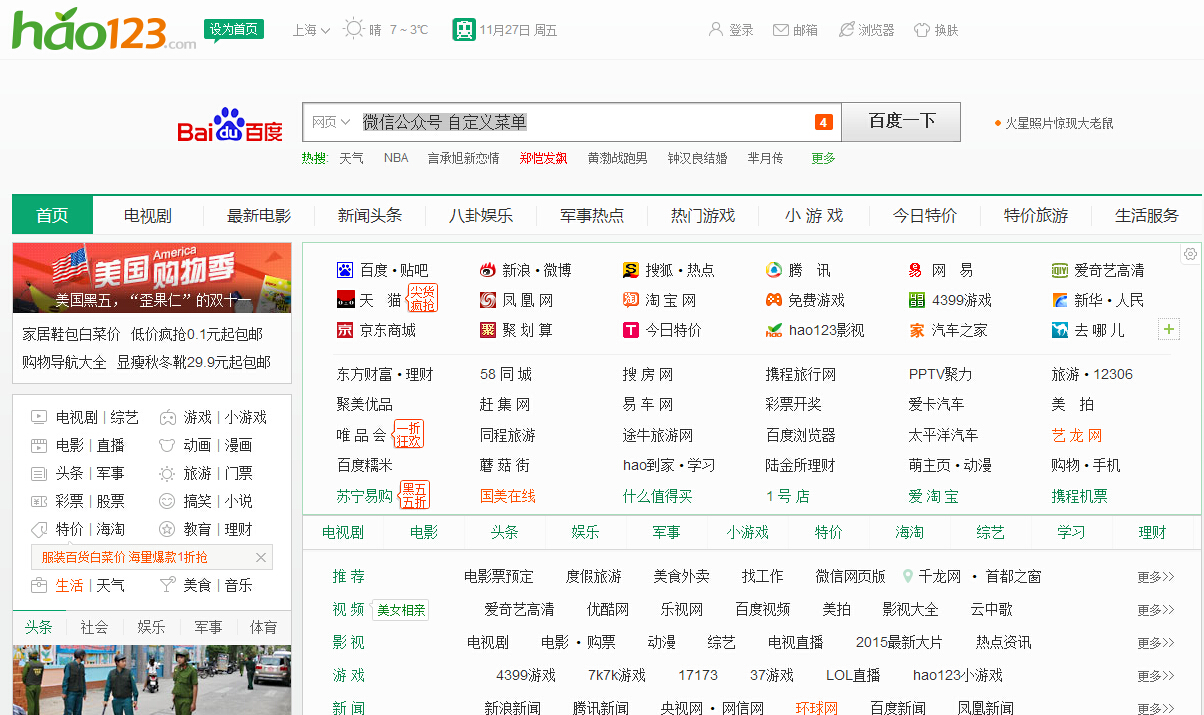 hao123.com 设为首页 上海 晴 7 ~ 3℃ 11月27日 周五 登录 邮箱 浏览器 换肤
Bai du 百度 网页 微信公众号 自定义菜单 4 百度一下 火星照片惊现大老鼠
热搜: 天气 NBA 言承旭新恋情 郑恺发飙 黄渤战跑男 钟汉良结婚 芈月传 更多
首页 电视剧 最新电影 新闻头条 八卦娱乐 军事热点 热门游戏 小 游 戏 今日特价 特价旅游 生活服务
America
美国购物季
美国黑五，“歪果仁”的双十一
家居鞋包白菜价 低价疯抢0.1元起包邮
购物导航大全 显瘦秋冬靴29.9元起包邮
电视剧 | 综艺 游戏 | 小游戏
电影 | 直播 动画 | 漫画
头条 | 军事 旅游 | 门票
彩票 | 股票 搞笑 | 小说
特价 | 海淘 教育 | 理财
服装百货白菜价 海量爆款1折抢
生活 | 天气 美食 | 音乐
头条 社会 娱乐 军事 体育
百度 • 贴吧 新浪 • 微博 搜狐 • 热点 腾 讯 网 易 爱奇艺高清
天 猫 尖货疯抢 凤 凰 网 淘 宝 网 免费游戏 4399游戏 新华 • 人民
京东商城 聚 划 算 今日特价 hao123影视 汽车之家 去 哪 儿
东方财富 • 理财 58 同 城 搜 房 网 携程旅行网 PPTV聚力 旅游 • 12306
聚美优品 赶 集 网 易 车 网 彩票开奖 爱卡汽车 美 拍
唯 品 会 一折狂欢 同程旅游 途牛旅游网 百度浏览器 太平洋汽车 艺 龙 网
百度糯米 蘑 菇 街 hao到家 • 学习 陆金所理财 萌主页 • 动漫 购物 • 手机
苏宁易购 黑五五折 国美在线 什么值得买 1 号 店 爱 淘 宝 携程机票
电视剧 电影 头条 娱乐 军事 小游戏 特价 海淘 综艺 学习 理财
推 荐 电影票预定 度假旅游 美食外卖 找工作 微信网页版 千龙网 • 首都之窗 更多>>
视 频 美女相亲 爱奇艺高清 优酷网 乐视网 百度视频 美拍 影视大全 云中歌 更多>>
影 视 电视剧 电影 • 购票 动漫 综艺 电视直播 2015最新大片 热点资讯 更多>>
游 戏 4399游戏 7k7k游戏 17173 37游戏 LOL直播 hao123小游戏 更多>>
新 闻 新浪新闻 腾讯新闻 央视网 • 网信网 环球网 百度新闻 凤凰新闻 更多>>